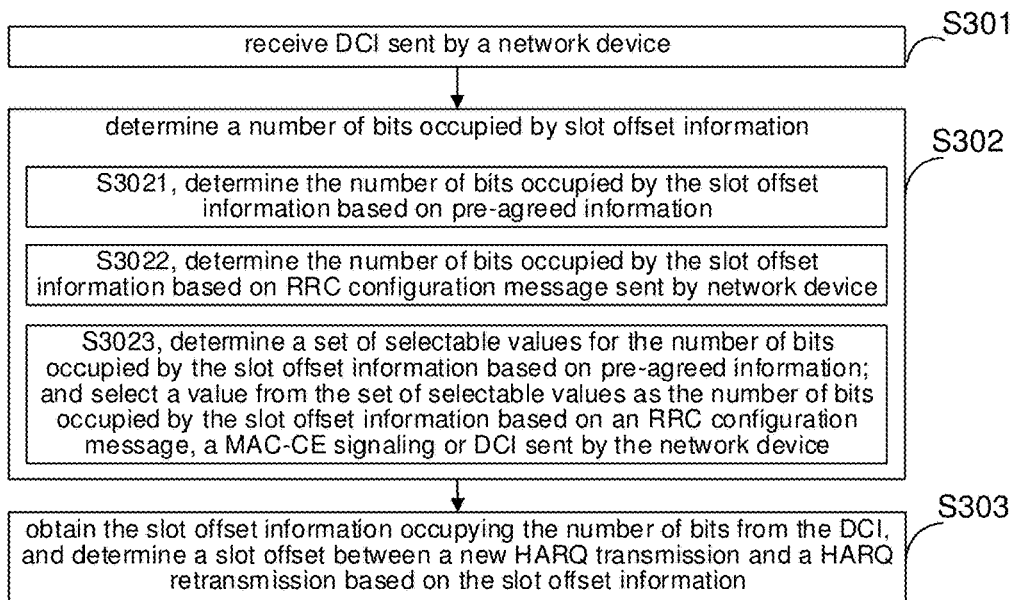 receive DCI sent by a network device
S301
determine a number of bits occupied by slot offset information
S302
S3021, determine the number of bits occupied by the slot offset
information based on pre-agreed information
S3022, determine the number of bits occupied by the slot offset
information based on RRC configuration message sent by network device
S3023, determine a set of selectable values for the number of bits
occupied by the slot offset information based on pre-agreed information;
and select a value from the set of selectable values as the number of bits
occupied by the slot offset information based on an RRC configuration
message, a MAC-CE signaling or DCI sent by the network device
S303
obtain the slot offset information occupying the number of bits from the DCI,
and determine a slot offset between a new HARQ transmission and a HARQ
retransmission based on the slot offset information